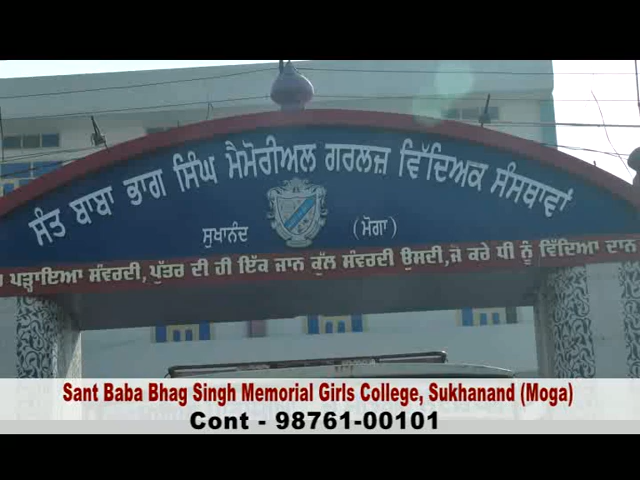 ਸੰਤ ਬਾਬਾ ਭਾਗ ਸਿੰਘ ਮੈਮੋਰੀਅਲ ਗਰਲਜ਼ ਵਿੱਦਿਅਕ ਸੰਸਥਾਵਾਂ
ਸੁਖਾਨੰਦ (ਮੋਗਾ)
ਪੜ੍ਹਾਇਆ ਸੰਵਰਦੀ, ਪੁੱਤਰ ਦੀ ਹੀ ਇੱਕ ਜਾਨ ਕੁੱਲ ਸੰਵਰਦੀ ਉਸਦੀ, ਜੋ ਕਰੇ ਧੀ ਨੂੰ ਵਿੱਦਿਆ ਦਾਨ
Sant Baba Bhag Singh Memorial Girls College, Sukhanand (Moga)
Cont - 98761-00101